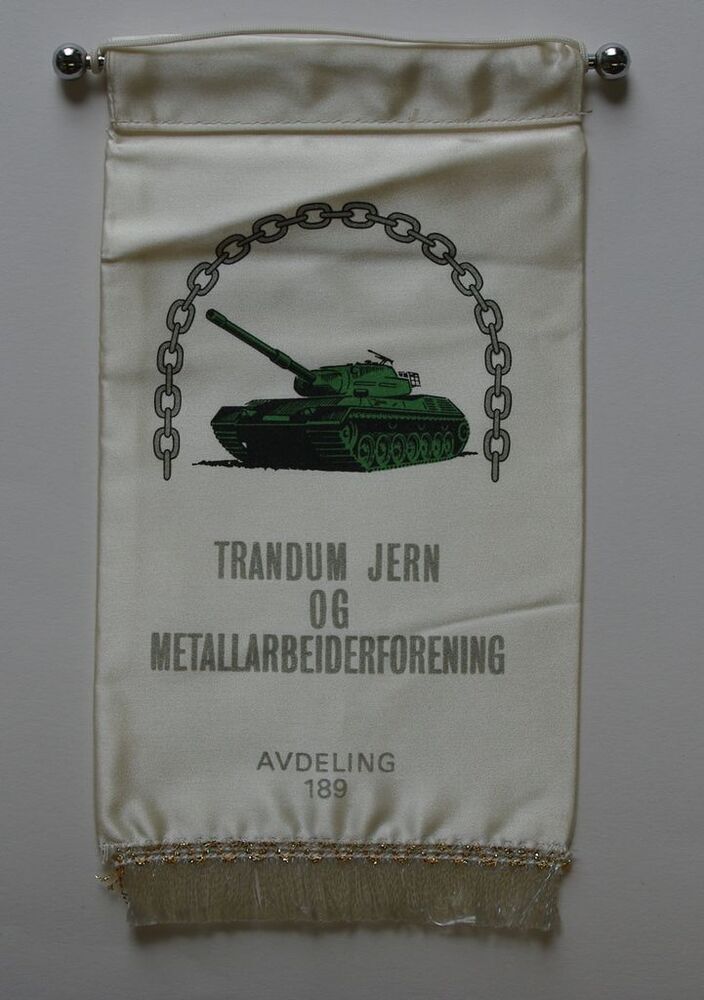 TRANDUM JERN
OG
METALLARBEIDERFORENING
AVDELING
189